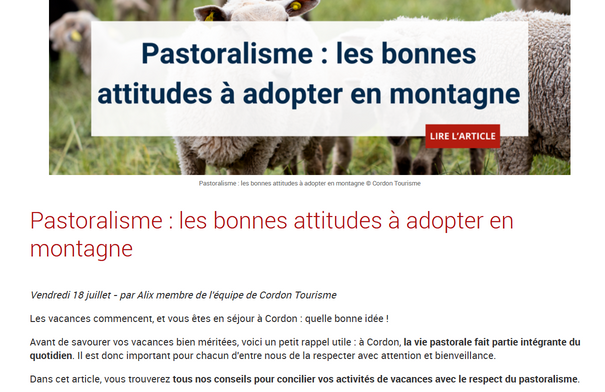 Pastoralisme : les bonnes
attitudes à adopter en montagne
LIRE L'ARTICLE
Pastoralisme : les bonnes attitudes à adopter en montagne © Cordon Tourisme
Pastoralisme : les bonnes attitudes à adopter en
montagne
Vendredi 18 juillet - par Alix membre de l'équipe de Cordon Tourisme
Les vacances commencent, et vous êtes en séjour à Cordon : quelle bonne idée !
Avant de savourer vos vacances bien méritées, voici un petit rappel utile : à Cordon, la vie pastorale fait partie intégrante du
quotidien. Il est donc important pour chacun d'entre nous de la respecter avec attention et bienveillance.
Dans cet article, vous trouverez tous nos conseils pour concilier vos activités de vacances avec le respect du pastoralisme.